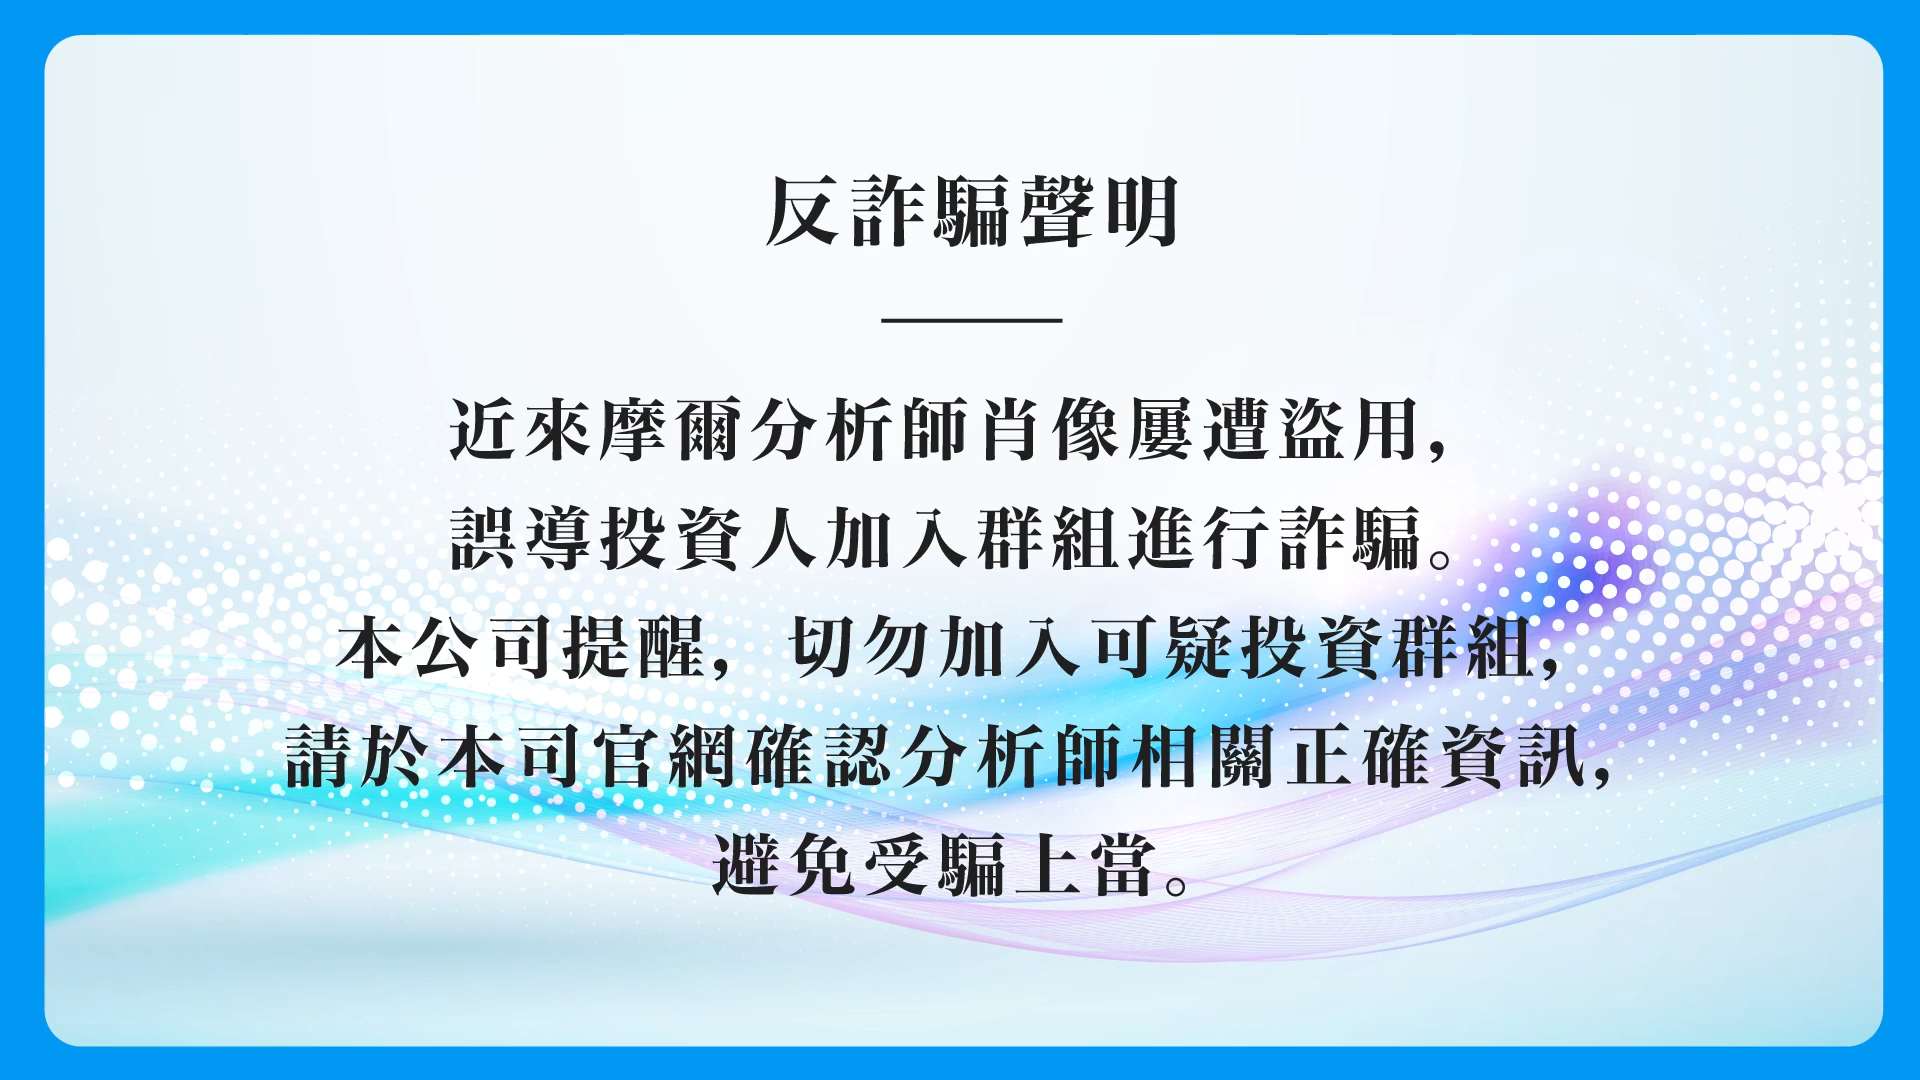 反詐騙聲明
近來摩爾分析師肖像屢遭盜用，
誤導投資人加入群組進行詐騙。
本公司提醒，切勿加入可疑投資群組，
請於本司官網確認分析師相關正確資訊，
避免受騙上當。